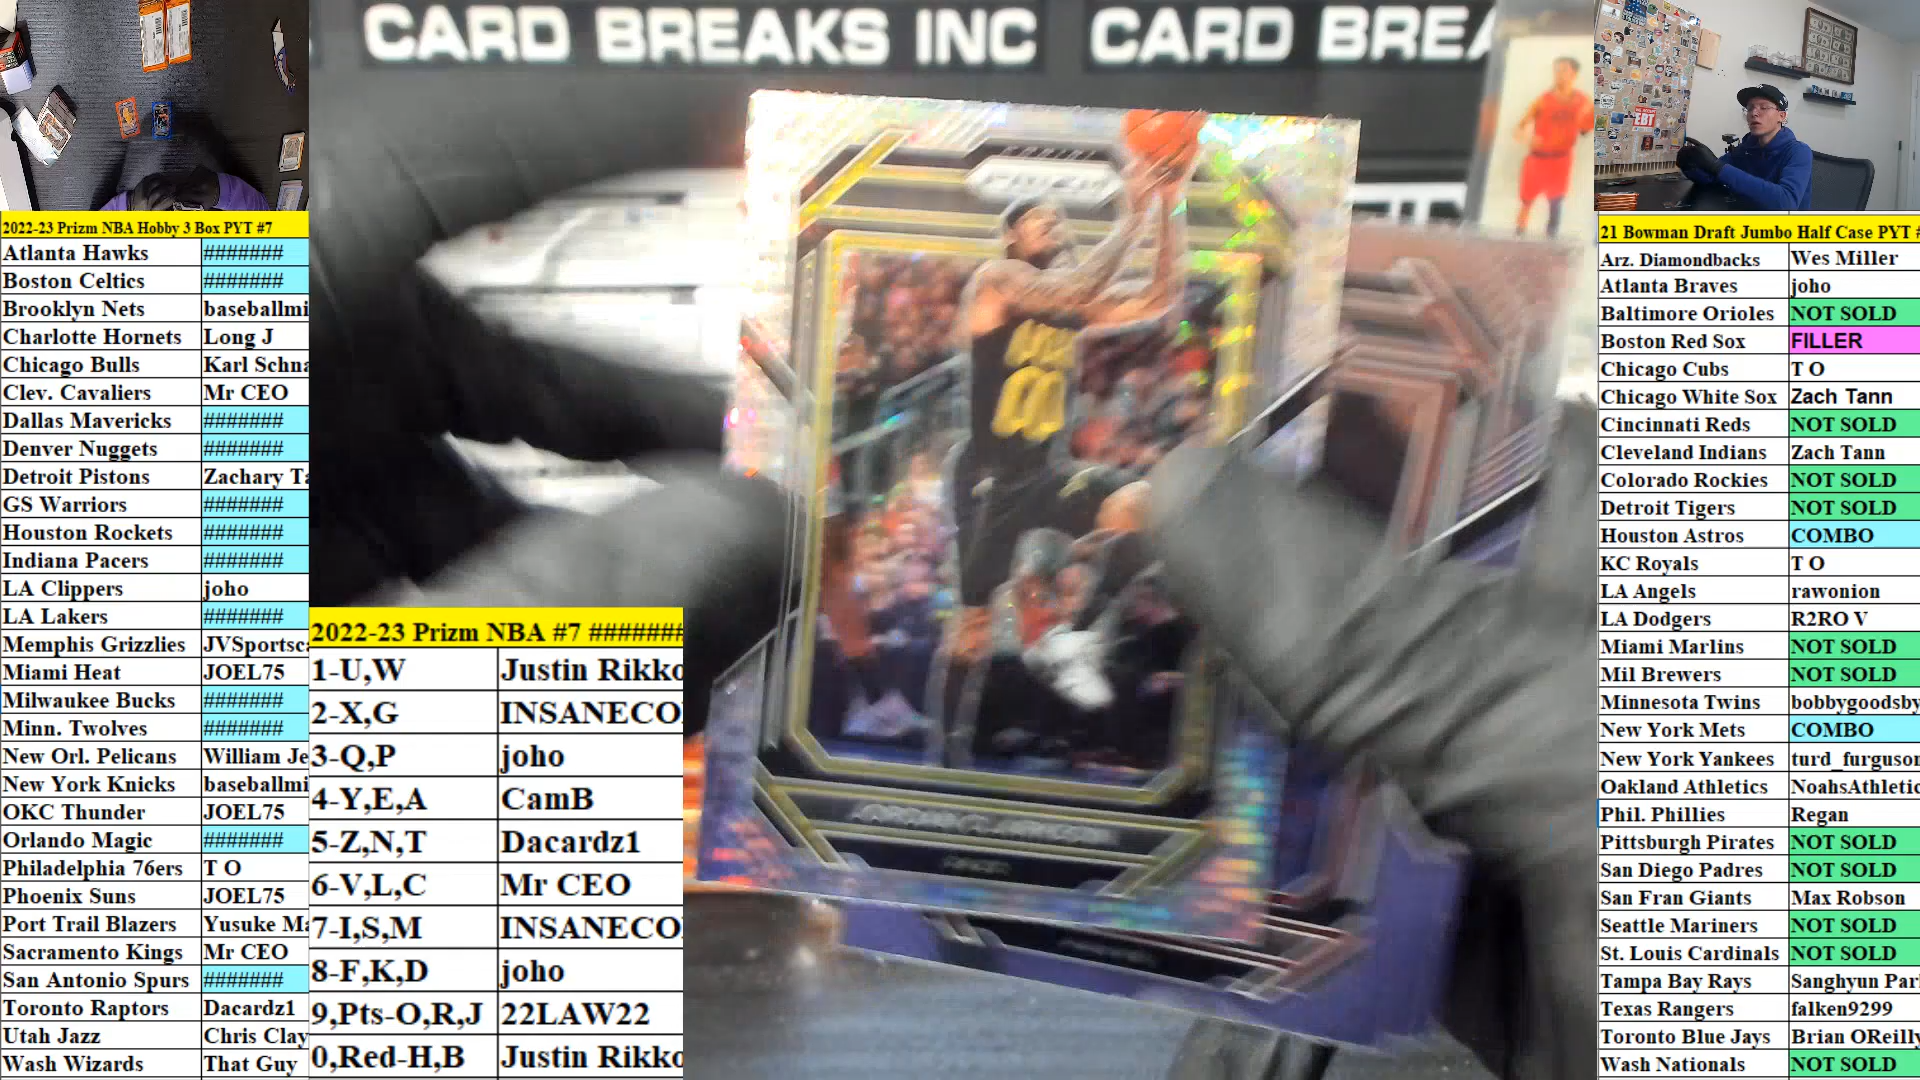 CARD BREAKS INC CARD BREA
2022-23 Prizm NBA Hobby 3 Box PYT #7
Atlanta Hawks #######
Boston Celtics #######
Brooklyn Nets baseballmi
Charlotte Hornets Long J
Chicago Bulls Karl Schna
Clev. Cavaliers Mr CEO
Dallas Mavericks #######
Denver Nuggets #######
Detroit Pistons Zachary Ta
GS Warriors #######
Houston Rockets #######
Indiana Pacers #######
LA Clippers joho
LA Lakers #######
Memphis Grizzlies JVSportsca
Miami Heat JOEL75
Milwaukee Bucks #######
Minn. Twolves #######
New Orl. Pelicans William Je
New York Knicks baseballmi
OKC Thunder JOEL75
Orlando Magic #######
Philadelphia 76ers T O
Phoenix Suns JOEL75
Port Trail Blazers Yusuke Ma
Sacramento Kings Mr CEO
San Antonio Spurs #######
Toronto Raptors Dacardz1
Utah Jazz Chris Clay
Wash Wizards That Guy
2022-23 Prizm NBA #7 #######
1-U,W Justin Rikko
2-X,G INSANECO
3-Q,P joho
4-Y,E,A CamB
5-Z,N,T Dacardz1
6-V,L,C Mr CEO
7-I,S,M INSANECO
8-F,K,D joho
9,Pts-O,R,J 22LAW22
0,Red-H,B Justin Rikko
00
JORDAN CLARKSON
21 Bowman Draft Jumbo Half Case PYT #
Arz. Diamondbacks Wes Miller
Atlanta Braves joho
Baltimore Orioles NOT SOLD
Boston Red Sox FILLER
Chicago Cubs T O
Chicago White Sox Zach Tann
Cincinnati Reds NOT SOLD
Cleveland Indians Zach Tann
Colorado Rockies NOT SOLD
Detroit Tigers NOT SOLD
Houston Astros COMBO
KC Royals T O
LA Angels rawonion
LA Dodgers R2RO V
Miami Marlins NOT SOLD
Mil Brewers NOT SOLD
Minnesota Twins bobbygoodsby
New York Mets COMBO
New York Yankees turd_furguson
Oakland Athletics NoahsAthletic
Phil. Phillies Regan
Pittsburgh Pirates NOT SOLD
San Diego Padres NOT SOLD
San Fran Giants Max Robson
Seattle Mariners NOT SOLD
St. Louis Cardinals NOT SOLD
Tampa Bay Rays Sanghyun Par
Texas Rangers falken9299
Toronto Blue Jays Brian OReilly
Wash Nationals NOT SOLD